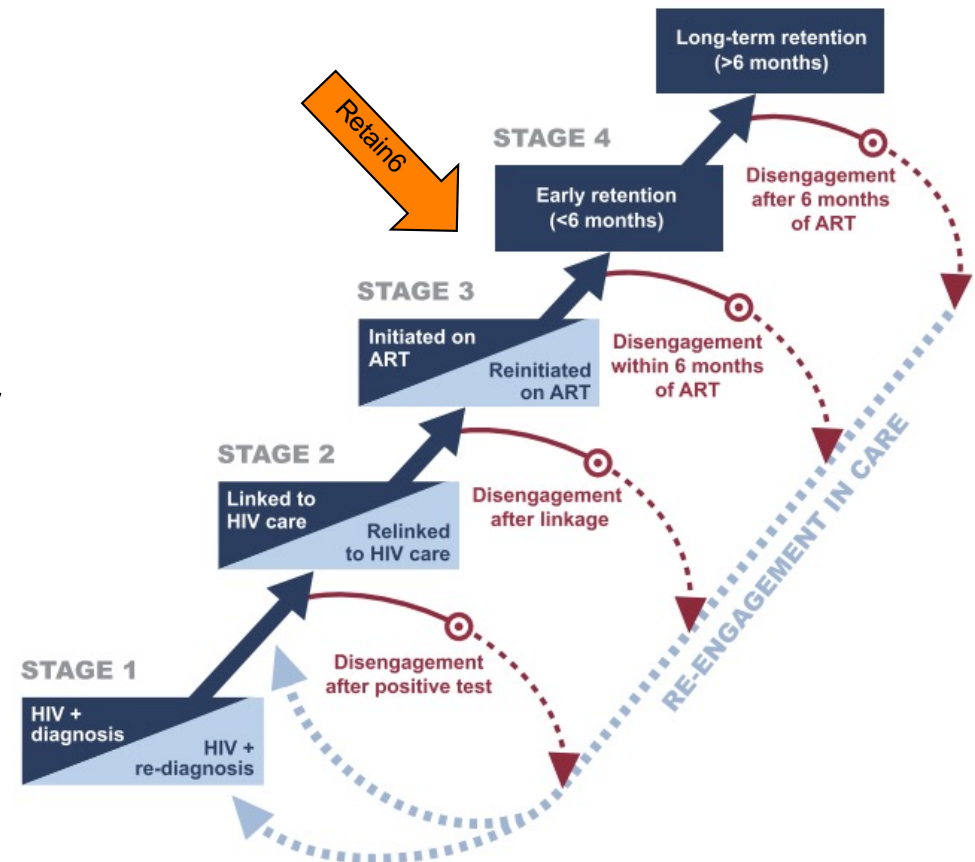 Long-term retention
(>6 months)
Retain6
STAGE 4
Early retention
(<6 months)
Disengagement
after 6 months
of ART
STAGE 3
Initiated on
ART
Reinitiated
on ART
Disengagement
within 6 months
of ART
STAGE 2
Linked to
HIV care
Relinked
to HIV care
Disengagement
after linkage
RE-ENGAGEMENT IN CARE
STAGE 1
HIV +
diagnosis
HIV +
re-diagnosis
Disengagement
after positive test